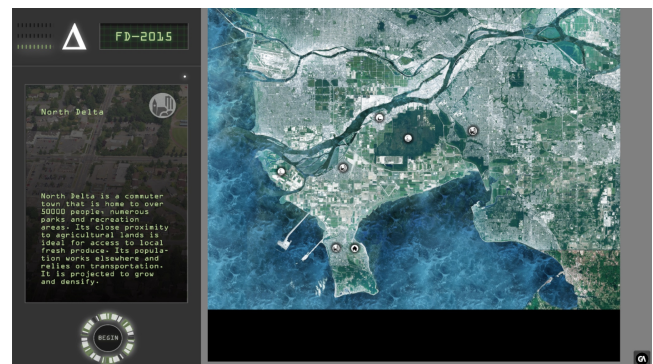 FD-2015
North Delta
North Delta is a commuter
town that is home to over
50000 people, numerous
parks and recreation
areas. Its close proximity
to agricultural lands is
ideal for access to local
fresh produce. Its popula-
tion works elsewhere and
relies on transportation.
It is projected to grow
and densify.
BEGIN